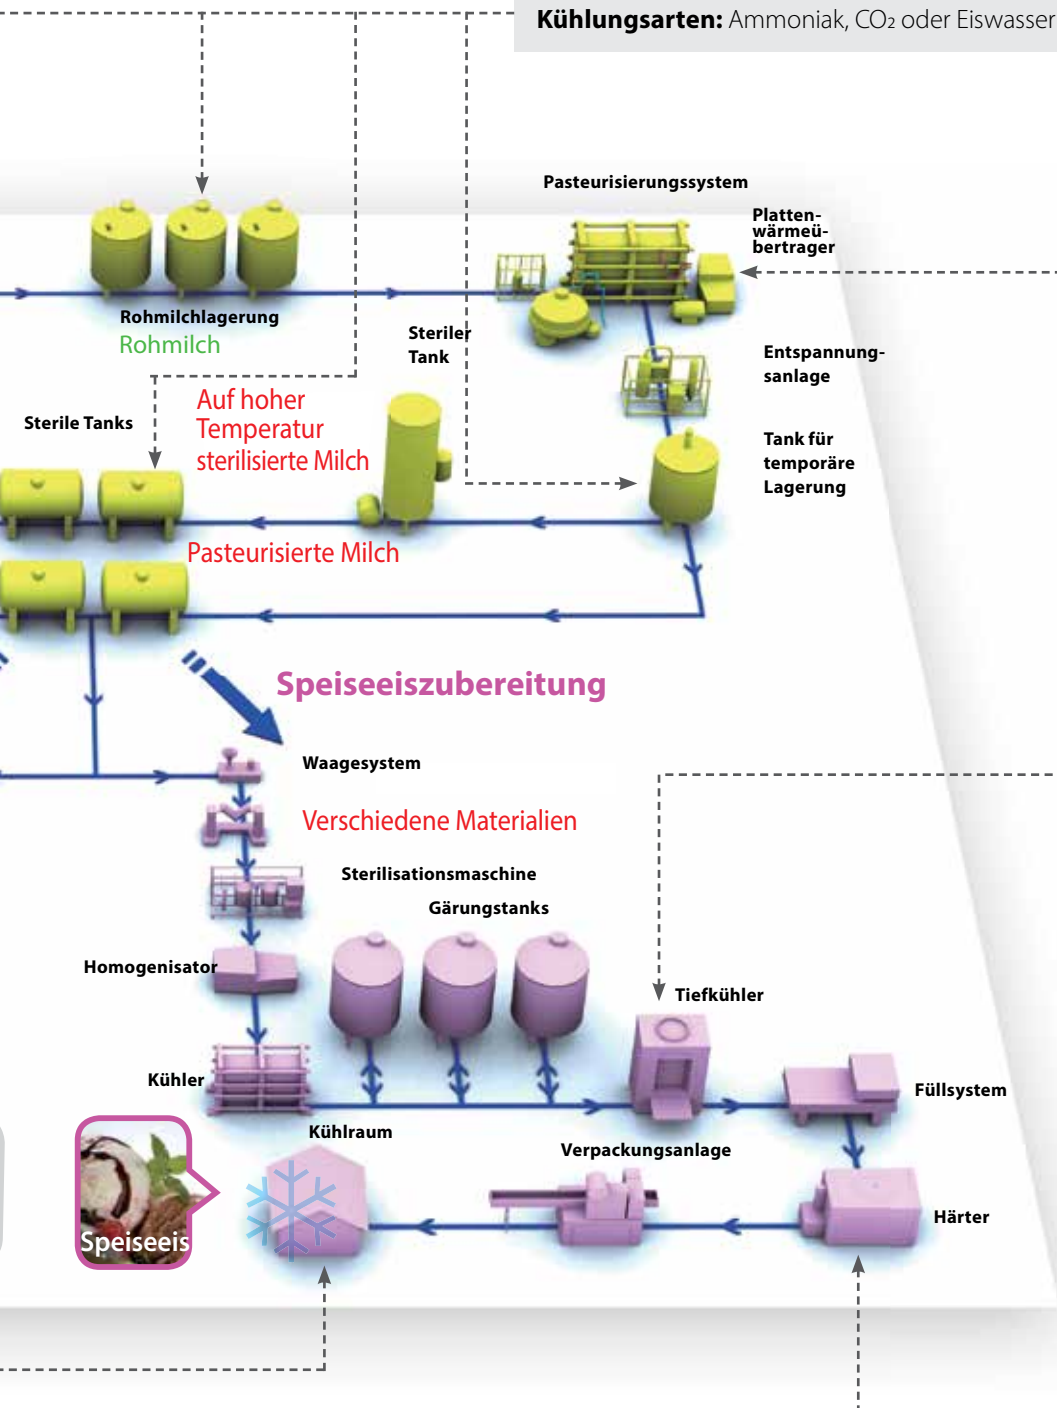 Kühlungsarten: Ammoniak, CO2 oder Eiswasser
Pasteurisierungssystem
Platten-
wärmeü-
bertrager
Rohmilchlagerung
Rohmilch
Steriler
Tank
Entspannung-
sanlage
Auf hoher
Temperatur
sterilisierte Milch
Sterile Tanks
Tank für
temporäre
Lagerung
Pasteurisierte Milch
Speiseeiszubereitung
Waagesystem
Verschiedene Materialien
Sterilisationsmaschine
Gärungstanks
Homogenisator
Tiefkühler
Kühler
Füllsystem
Kühlraum
Verpackungsanlage
Härter
Speiseeis